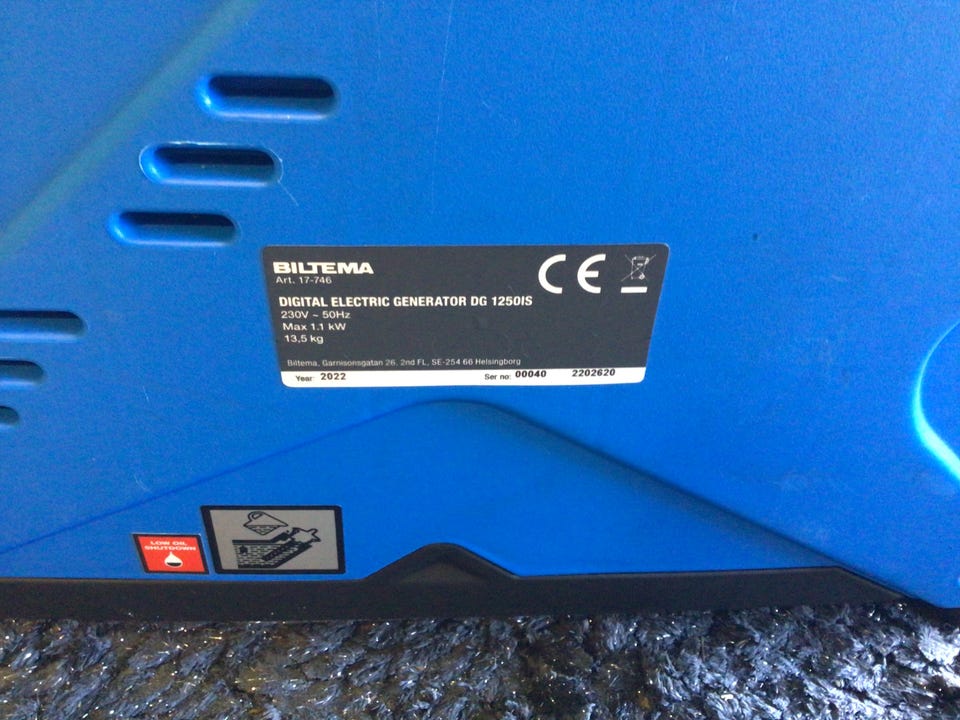 BILTEMA
Art. 17-746
DIGITAL ELECTRIC GENERATOR DG 1250IS
230V ~ 50Hz
Max 1.1 kW
13,5 kg
CE
Biltema, Garnisonsgatan 26, 2nd FL, SE-254 66 Helsingborg
Year: 2022 Ser no: 00040 2202620
LOW OIL
SHUTDOWN